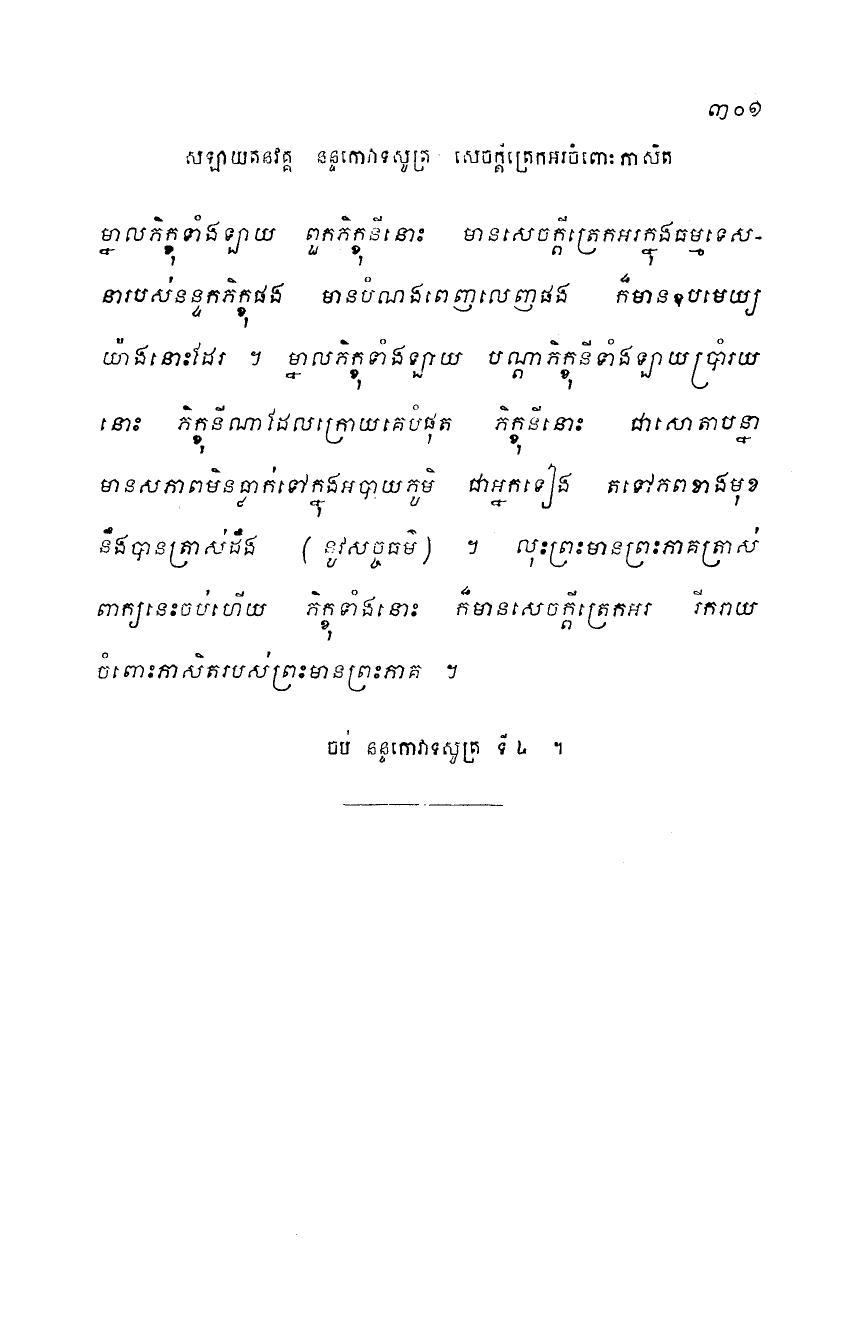 ៣០១
សឡាយតនវគ្គ នន្ទកោវាទសូត្រ សេចក្តីត្រេកអរចំពោះភាសិត
ម្នាលភិក្ខុទាំងឡាយ ពួកភិក្ខុនីនោះ មានសេចក្តីត្រេកអរក្នុងធម្មទេស-
នារបស់នន្ទកភិក្ខុផង មានបំណងពេញលេញផង ក៏មានឧបមេយ្យ
យ៉ាងនោះដែរ ។ ម្នាលភិក្ខុទាំងឡាយ បណ្តាភិក្ខុនីទាំងឡាយប្រាំរយ
នោះ ភិក្ខុនីណាដែលក្រោយគេបំផុត ភិក្ខុនីនោះ ជាសោតាបន្នា
មានសភាពមិនធ្លាក់ទៅក្នុងអបាយភូមិ ជាអ្នកទៀង តទៅភពខាងមុខ
នឹងបានត្រាស់ដឹង (នូវសច្ចធម៌) ។ លុះព្រះមានព្រះភាគត្រាស់
ពាក្យនេះចប់ហើយ ភិក្ខុទាំងនោះ ក៏មានសេចក្តីត្រេកអរ រីករាយ
ចំពោះភាសិតរបស់ព្រះមានព្រះភាគ ។
ចប់ នន្ទកោវាទសូត្រ ទី ៤ ។